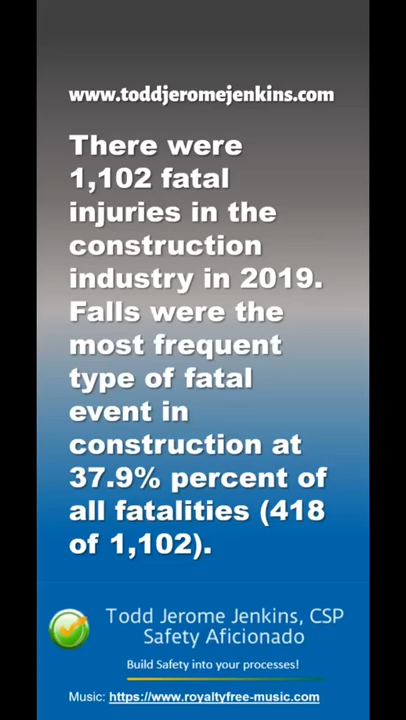 www.toddjeromejenkins.com
There were
1,102 fatal
injuries in the
construction
industry in 2019.
Falls were the
most frequent
type of fatal
event in
construction at
37.9% percent of
all fatalities (418
of 1,102).
Todd Jerome Jenkins, CSP
Safety Aficionado
Build Safety into your processes!
Music: https://www.royaltyfree-music.com